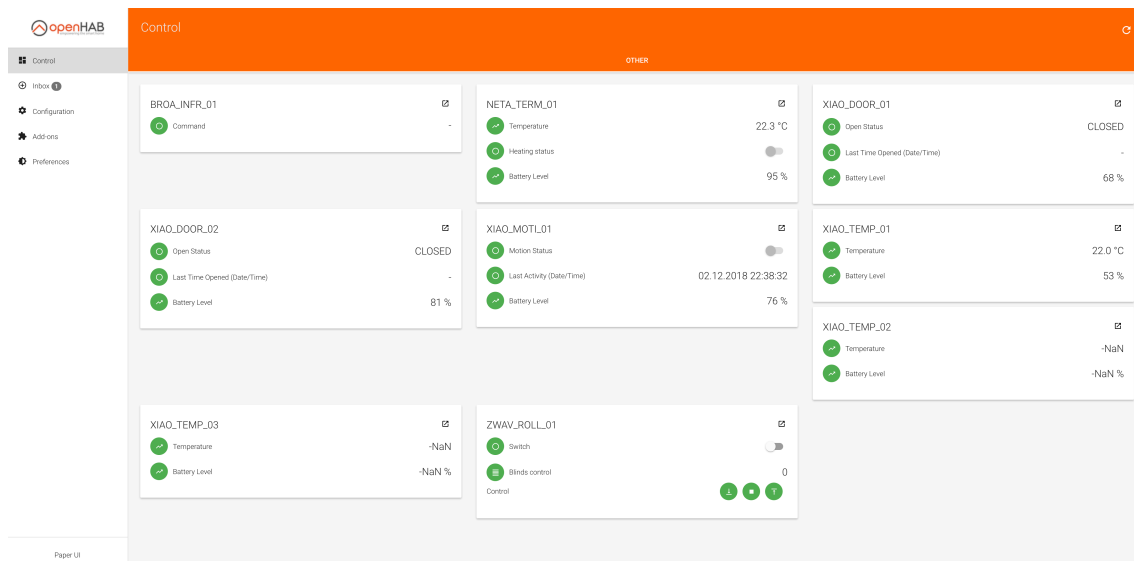 openHAB
Control
Inbox 1
Configuration
Add-ons
Preferences
Paper UI
Control
OTHER
BROA_INFR_01
Command -
NETA_TERM_01
Temperature 22.3 °C
Heating status
Battery Level 95 %
XIAO_DOOR_01
Open Status CLOSED
Last Time Opened (Date/Time) -
Battery Level 68 %
XIAO_DOOR_02
Open Status CLOSED
Last Time Opened (Date/Time) -
Battery Level 81 %
XIAO_MOTI_01
Motion Status
Last Activity (Date/Time) 02.12.2018 22:38:32
Battery Level 76 %
XIAO_TEMP_01
Temperature 22.0 °C
Battery Level 53 %
XIAO_TEMP_02
Temperature -NaN
Battery Level -NaN %
XIAO_TEMP_03
Temperature -NaN
Battery Level -NaN %
ZWAV_ROLL_01
Switch
Blinds control 0
Control